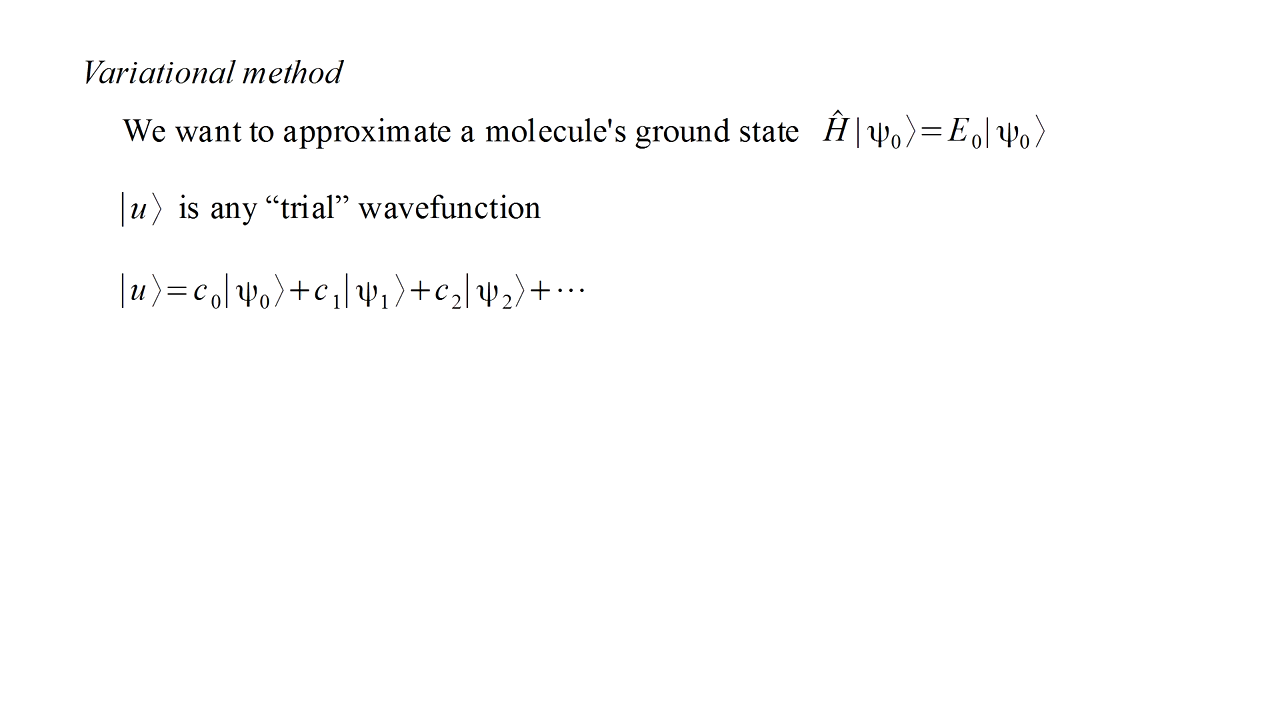 Variational method
We want to approximate a molecule's ground state Ĥ|ψ₀⟩=E₀|ψ₀⟩
|u⟩ is any “trial” wavefunction
|u⟩=c₀|ψ₀⟩+c₁|ψ₁⟩+c₂|ψ₂⟩+⋯